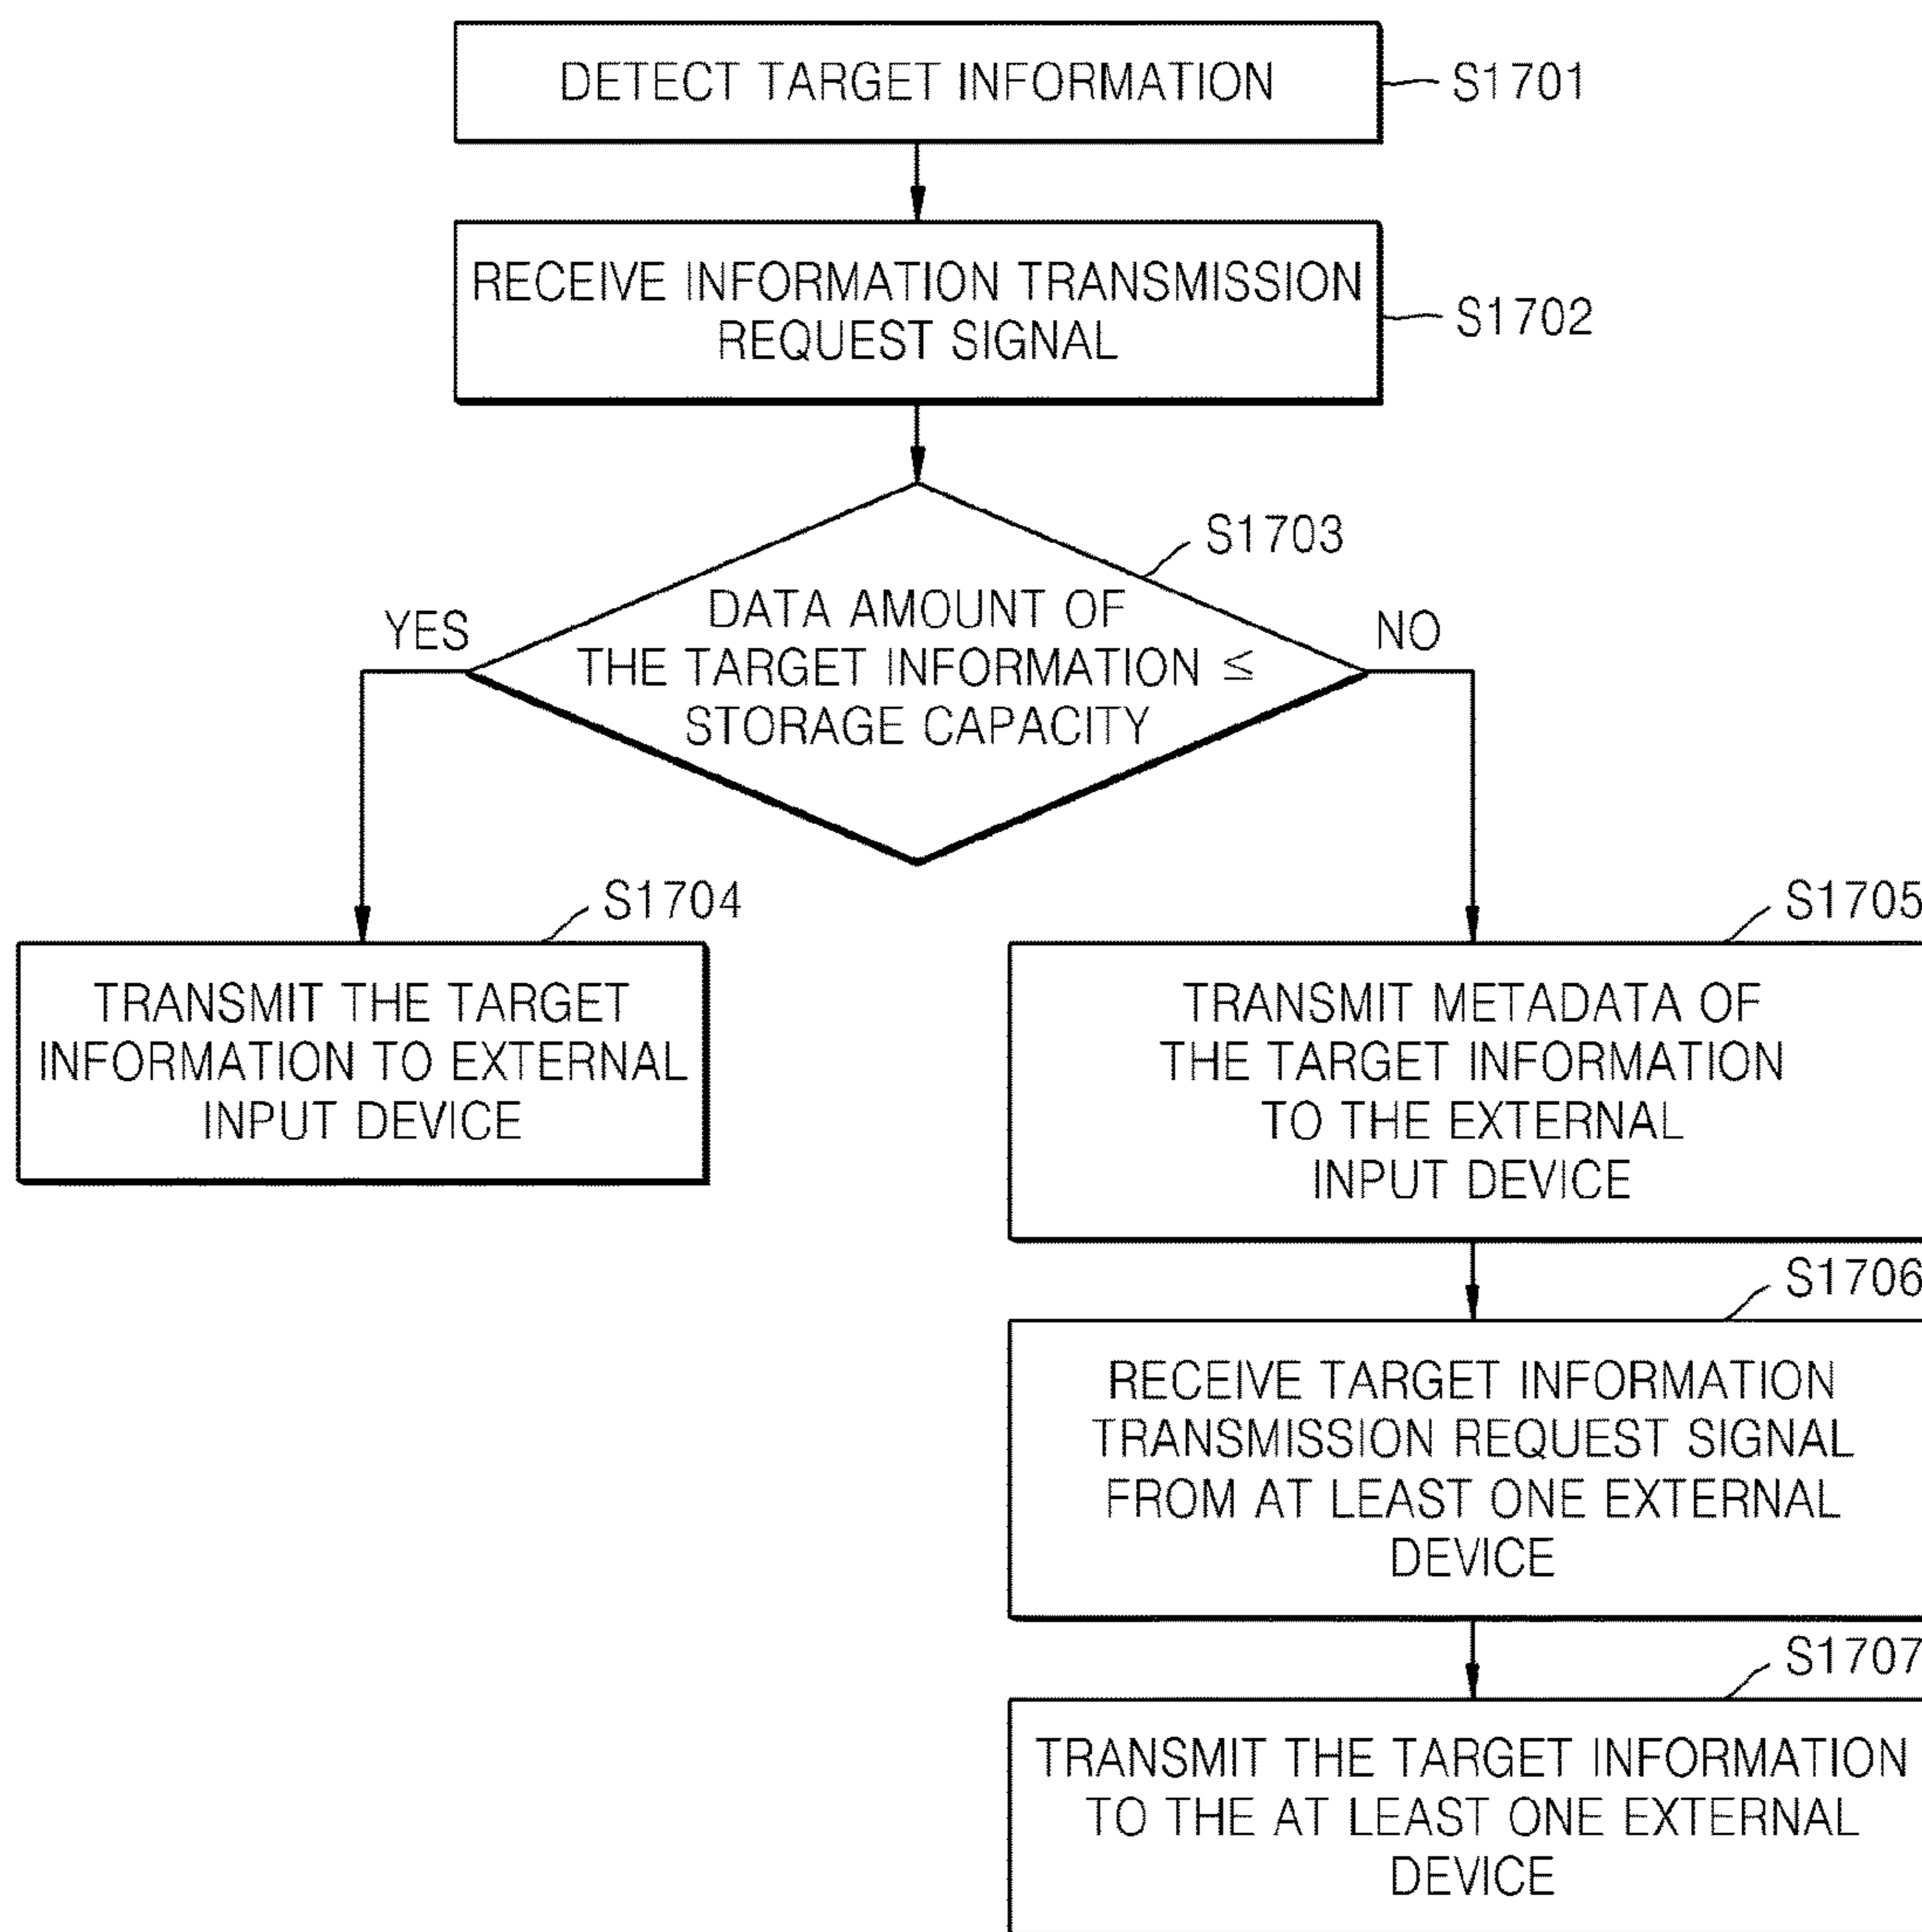 DETECT TARGET INFORMATION
S1701
RECEIVE INFORMATION TRANSMISSION
REQUEST SIGNAL
S1702
S1703
DATA AMOUNT OF
THE TARGET INFORMATION ≤
STORAGE CAPACITY
YES
NO
S1704
TRANSMIT THE TARGET
INFORMATION TO EXTERNAL
INPUT DEVICE
S1705
TRANSMIT METADATA OF
THE TARGET INFORMATION
TO THE EXTERNAL
INPUT DEVICE
S1706
RECEIVE TARGET INFORMATION
TRANSMISSION REQUEST SIGNAL
FROM AT LEAST ONE EXTERNAL
DEVICE
S1707
TRANSMIT THE TARGET INFORMATION
TO THE AT LEAST ONE EXTERNAL
DEVICE